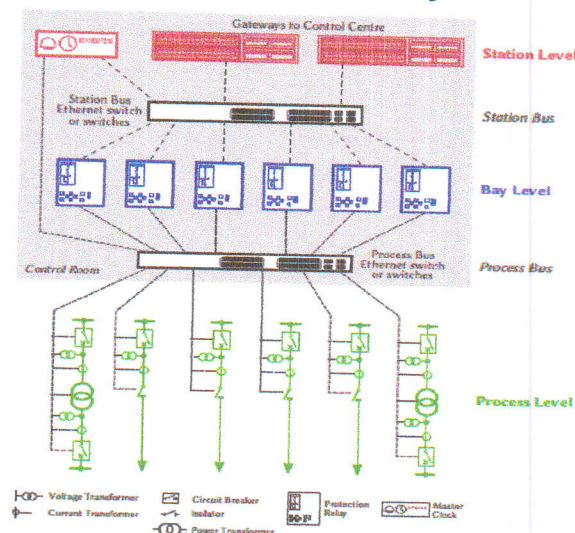 Gateways to Control Centre
Station Level
Station Bus
Ethernet switch
or switches
Station Bus
Bay Level
Process Bus
Ethernet switch
or switches
Control Room
Process Bus
Process Level
Voltage Transformer
Current Transformer
Circuit Breaker
Isolator
Power Transformer
Protection
Relay
Master
Clock